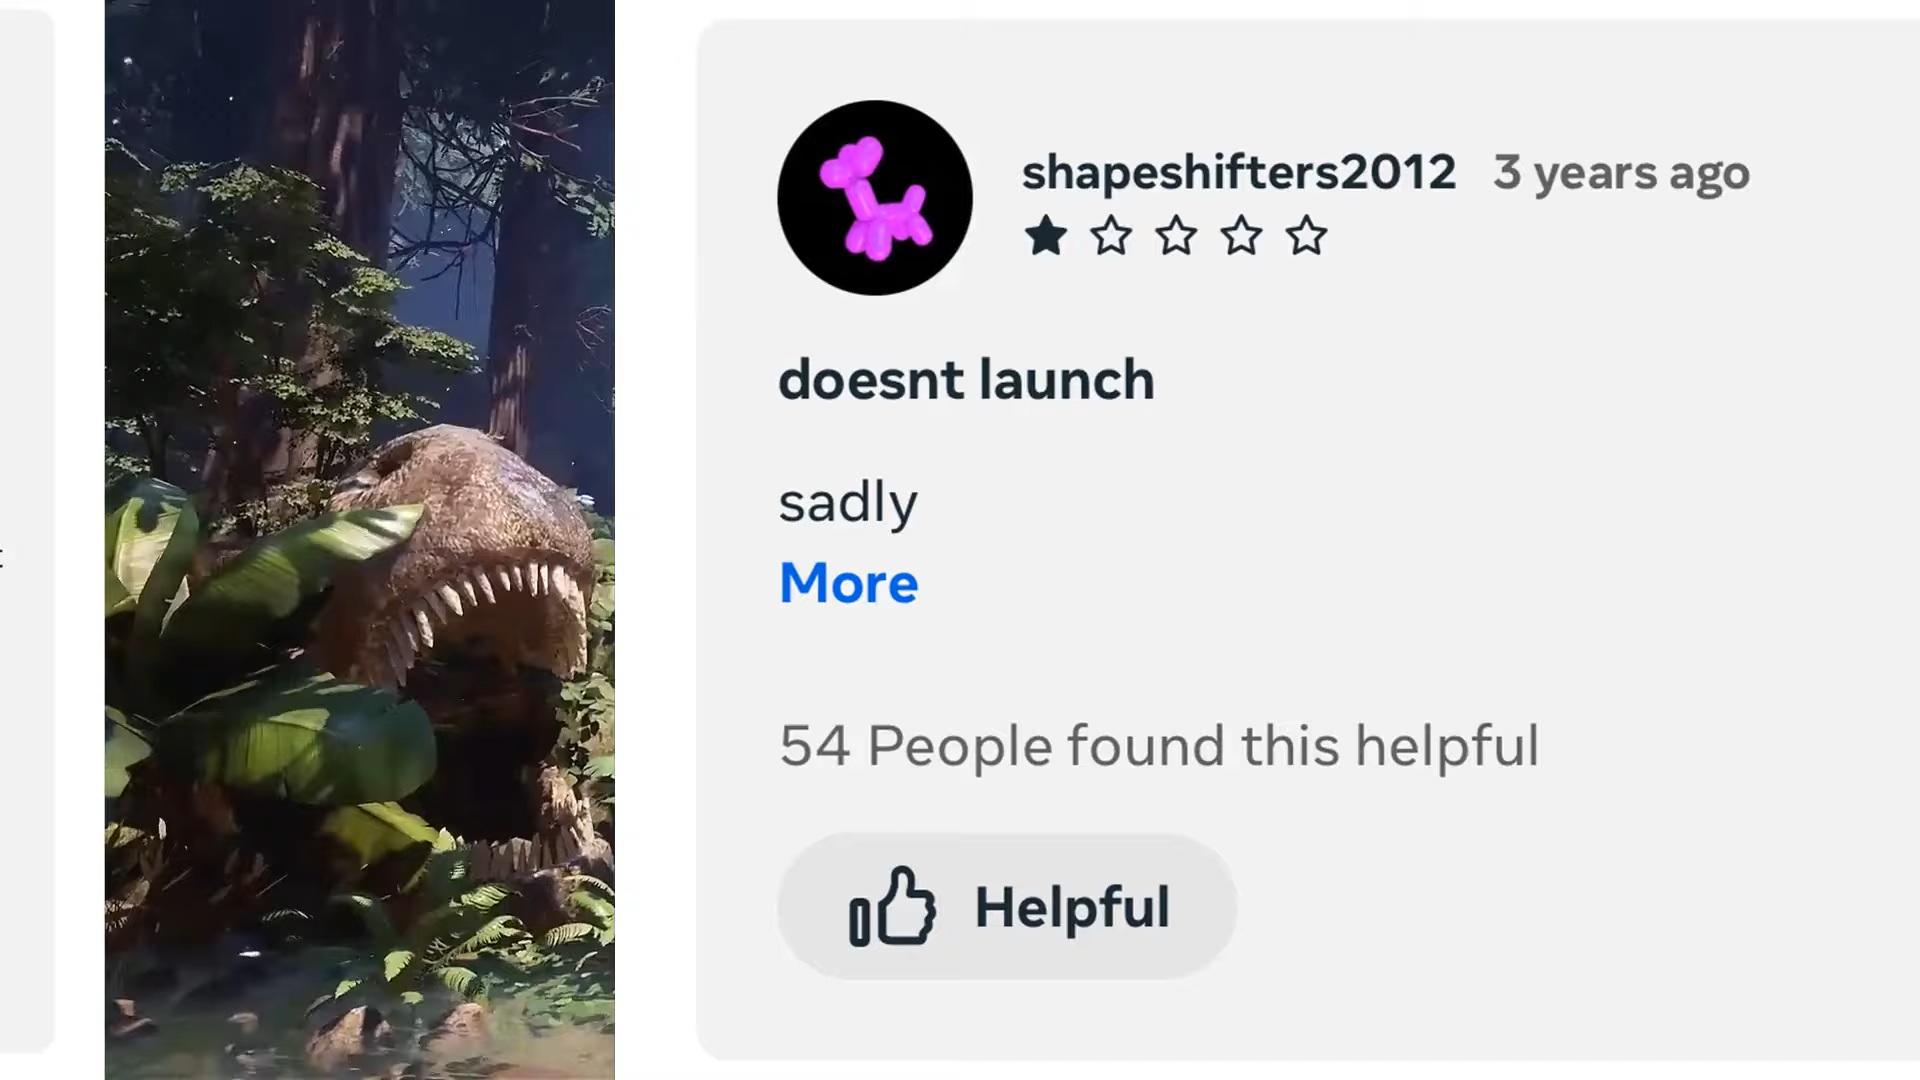 shapeshifters2012 3 years ago
doesnt launch
sadly
More
54 People found this helpful
Helpful